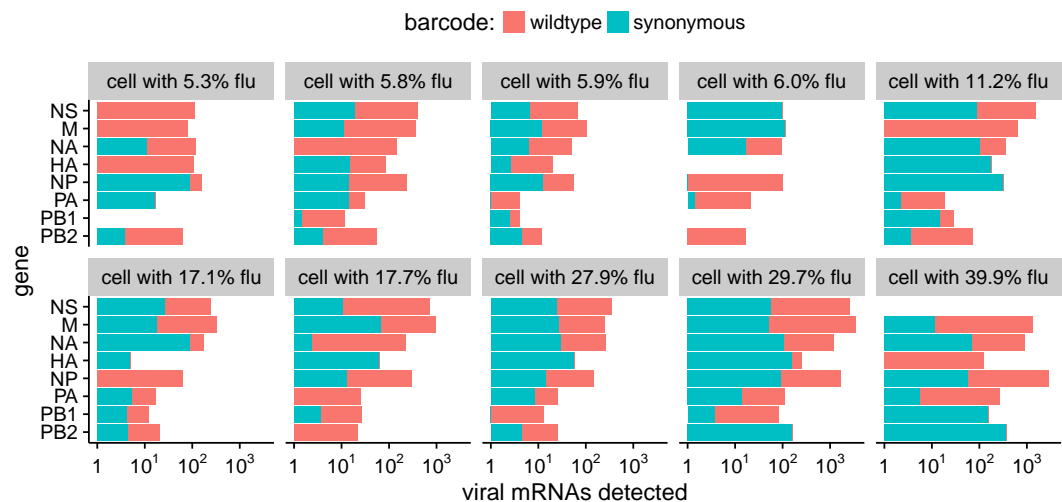 barcode: wildtype synonymous
cell with 5.3% flu cell with 5.8% flu cell with 5.9% flu cell with 6.0% flu cell with 11.2% flu
NS
M
NA
HA
NP
PA
PB1
PB2
cell with 17.1% flu cell with 17.7% flu cell with 27.9% flu cell with 29.7% flu cell with 39.9% flu
NS
M
NA
HA
NP
PA
PB1
PB2
gene
1 10¹ 10² 10³ 1 10¹ 10² 10³ 1 10¹ 10² 10³ 1 10¹ 10² 10³ 1 10¹ 10² 10³
viral mRNAs detected